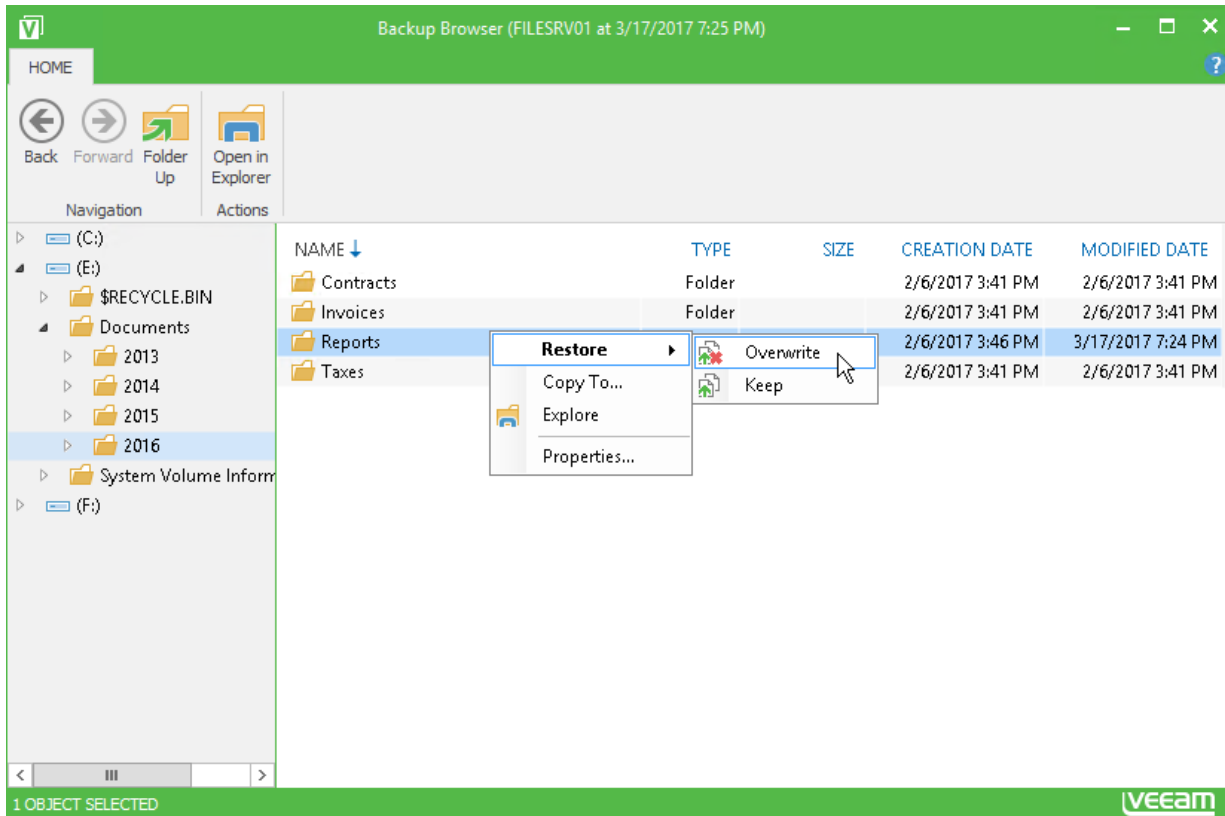 Backup Browser (FILESRV01 at 3/17/2017 7:25 PM)
HOME
?
Back Forward Folder Up Open in Explorer
Navigation Actions
(C:)
(E:)
$RECYCLE.BIN
Documents
2013
2014
2015
2016
System Volume Inform
(F:)
NAME TYPE SIZE CREATION DATE MODIFIED DATE
Contracts Folder 2/6/2017 3:41 PM 2/6/2017 3:41 PM
Invoices Folder 2/6/2017 3:41 PM 2/6/2017 3:41 PM
Reports 2/6/2017 3:46 PM 3/17/2017 7:24 PM
Taxes 2/6/2017 3:41 PM 2/6/2017 3:41 PM
Restore
Copy To...
Explore
Properties...
Overwrite
Keep
1 OBJECT SELECTED
veeam